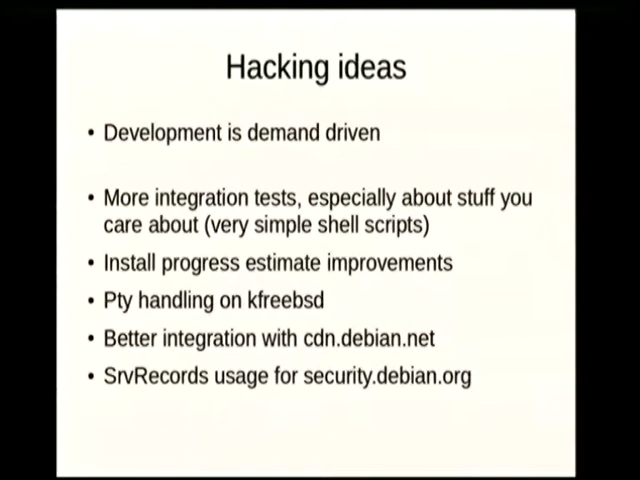 Hacking ideas
• Development is demand driven
• More integration tests, especially about stuff you
care about (very simple shell scripts)
• Install progress estimate improvements
• Pty handling on kfreebsd
• Better integration with cdn.debian.net
• SrvRecords usage for security.debian.org